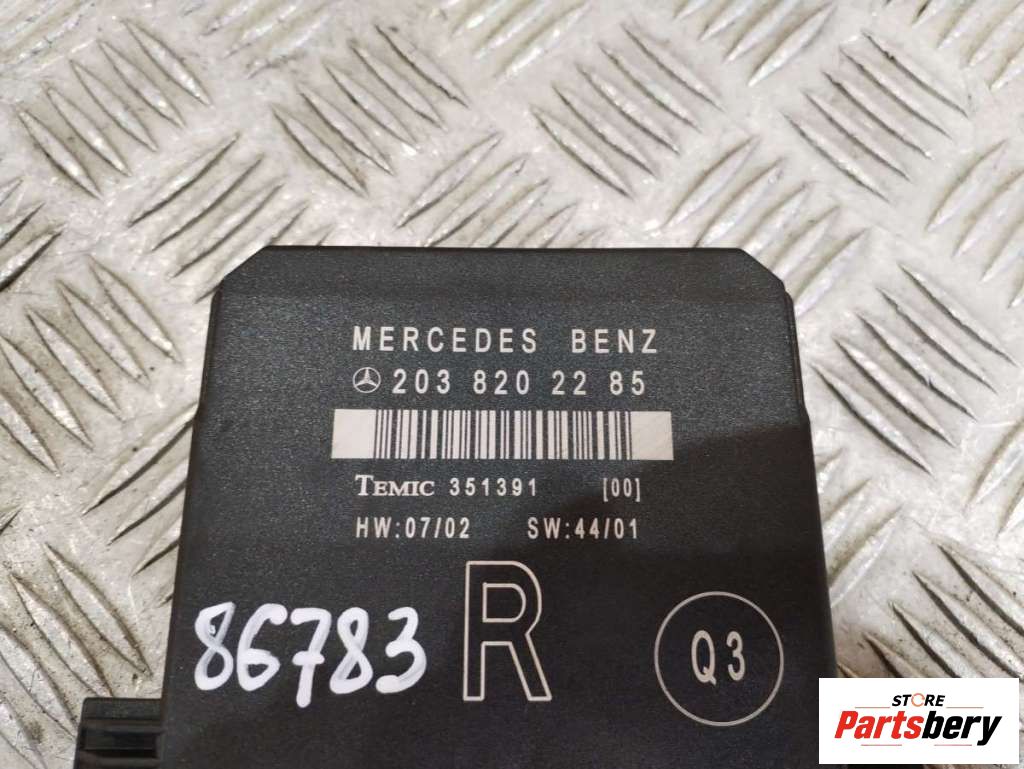 MERCEDES BENZ
203 820 22 85
TEMIC 351391 [00]
HW:07/02 SW:44/01
R
86783
Q3
STORE
Partsbery